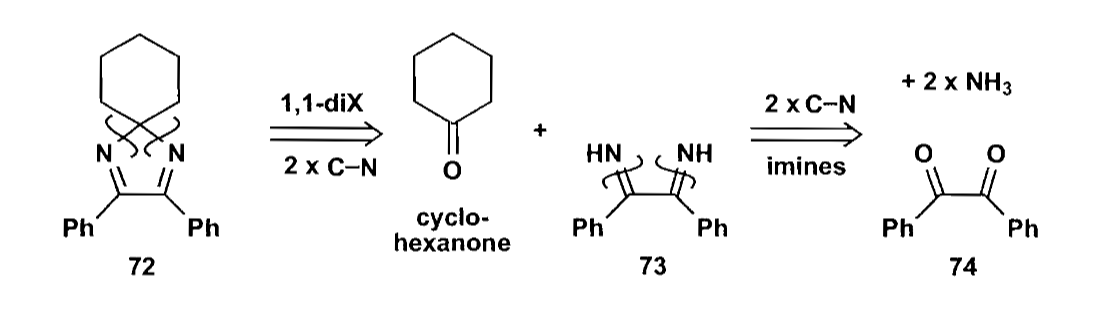 N N
Ph Ph
72
1,1-diX
2 x C–N
O
cyclo-
hexanone
+
HN NH
Ph Ph
73
2 x C–N
imines
+ 2 x NH3
O O
Ph Ph
74